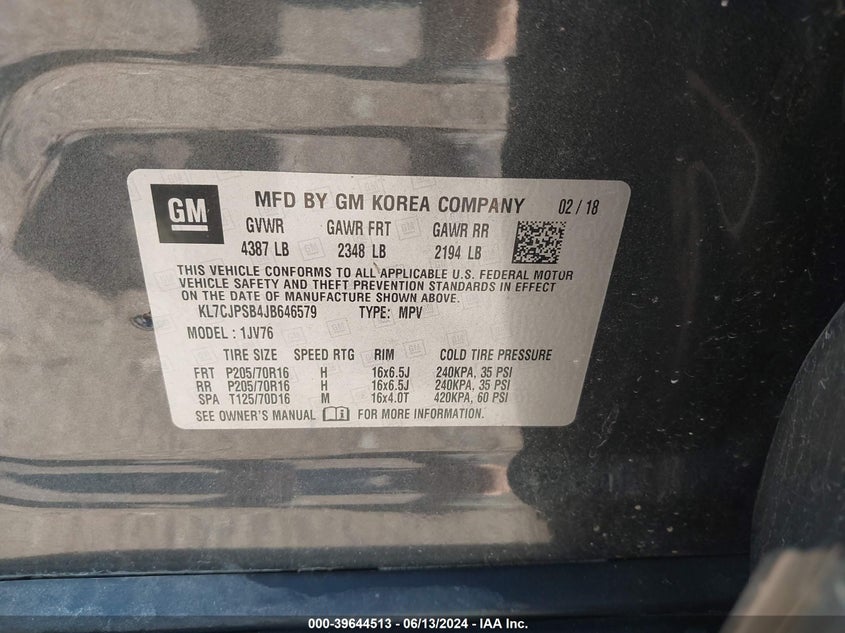 GM MFD BY GM KOREA COMPANY 02 / 18
GVWR GAWR FRT GAWR RR
4387 LB 2348 LB 2194 LB
THIS VEHICLE CONFORMS TO ALL APPLICABLE U.S. FEDERAL MOTOR
VEHICLE SAFETY AND THEFT PREVENTION STANDARDS IN EFFECT
ON THE DATE OF MANUFACTURE SHOWN ABOVE.
KL7CJPSB4JB646579 TYPE: MPV
MODEL : 1JV76
TIRE SIZE SPEED RTG RIM COLD TIRE PRESSURE
FRT P205/70R16 H 16x6.5J 240KPA, 35 PSI
RR P205/70R16 H 16x6.5J 240KPA, 35 PSI
SPA T125/70D16 M 16x4.0T 420KPA, 60 PSI
SEE OWNER'S MANUAL FOR MORE INFORMATION.
000-39644513 - 06/13/2024 - IAA Inc.